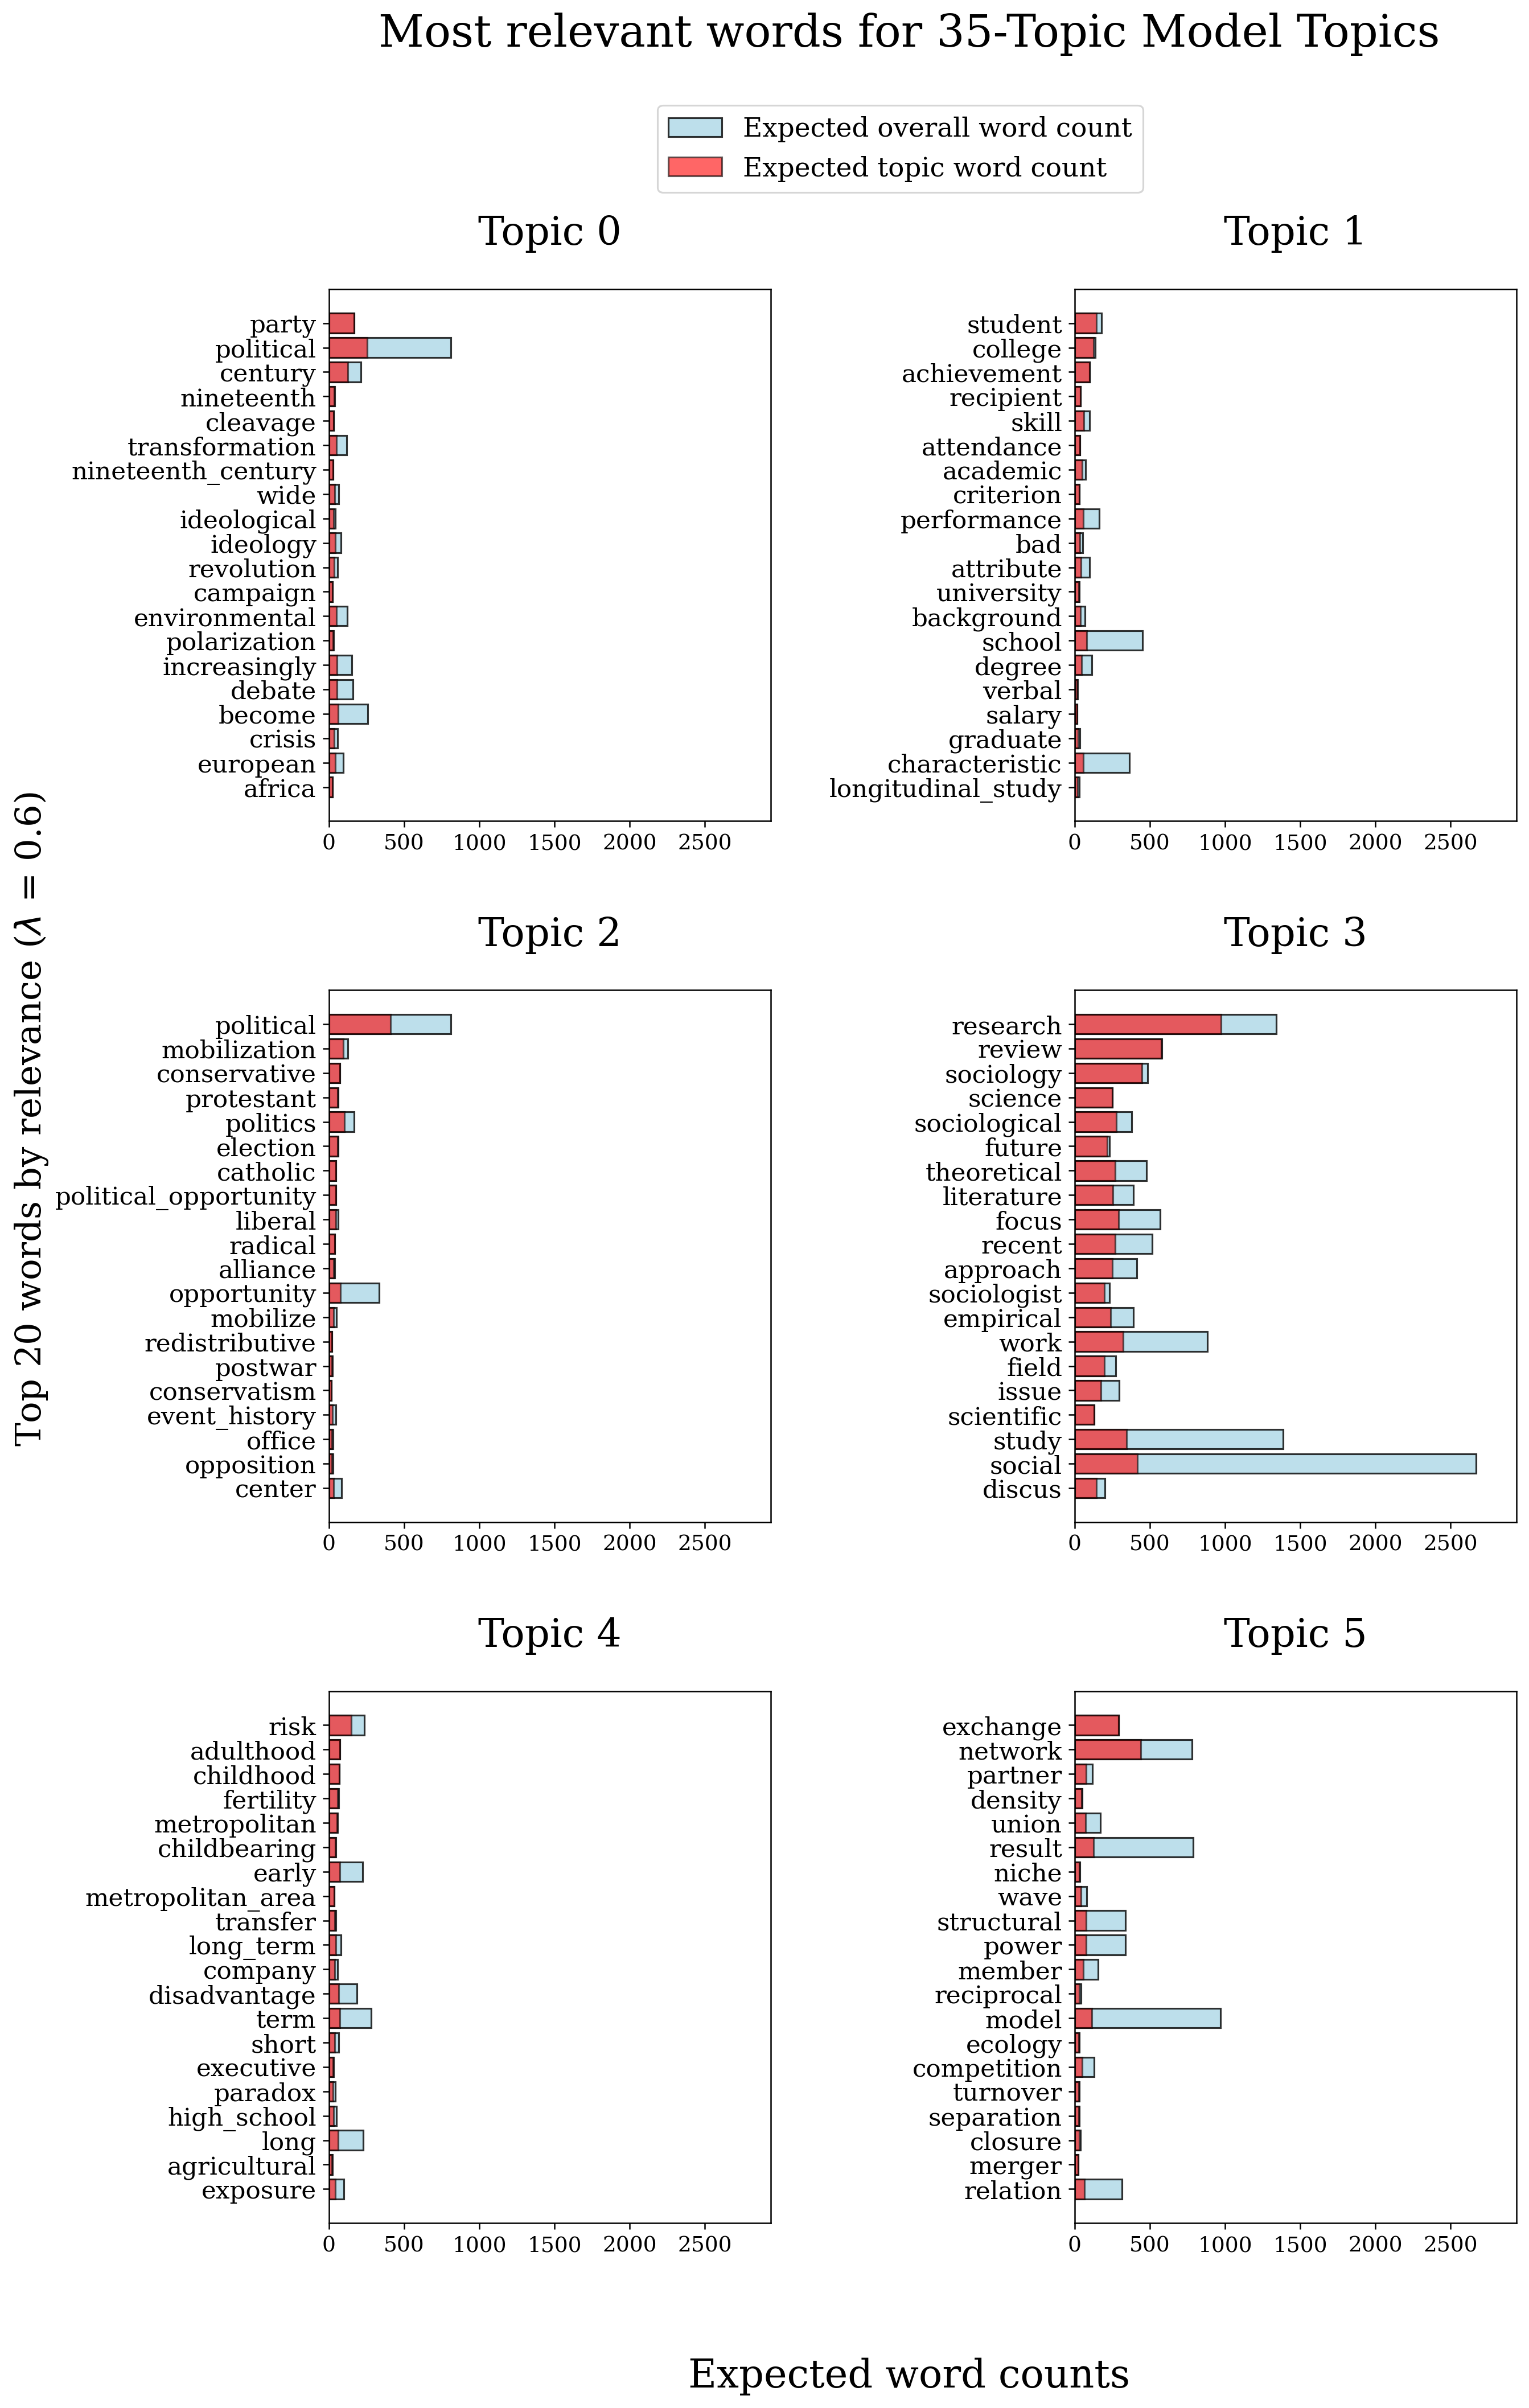 Most relevant words for 35-Topic Model Topics
Expected overall word count
Expected topic word count
Top 20 words by relevance (λ = 0.6)
Topic 0
party
political
century
nineteenth
cleavage
transformation
nineteenth_century
wide
ideological
ideology
revolution
campaign
environmental
polarization
increasingly
debate
become
crisis
european
africa
0 500 1000 1500 2000 2500
Topic 1
student
college
achievement
recipient
skill
attendance
academic
criterion
performance
bad
attribute
university
background
school
degree
verbal
salary
graduate
characteristic
longitudinal_study
0 500 1000 1500 2000 2500
Topic 2
political
mobilization
conservative
protestant
politics
election
catholic
political_opportunity
liberal
radical
alliance
opportunity
mobilize
redistributive
postwar
conservatism
event_history
office
opposition
center
0 500 1000 1500 2000 2500
Topic 3
research
review
sociology
science
sociological
future
theoretical
literature
focus
recent
approach
sociologist
empirical
work
field
issue
scientific
study
social
discus
0 500 1000 1500 2000 2500
Topic 4
risk
adulthood
childhood
fertility
metropolitan
childbearing
early
metropolitan_area
transfer
long_term
company
disadvantage
term
short
executive
paradox
high_school
long
agricultural
exposure
0 500 1000 1500 2000 2500
Topic 5
exchange
network
partner
density
union
result
niche
wave
structural
power
member
reciprocal
model
ecology
competition
turnover
separation
closure
merger
relation
0 500 1000 1500 2000 2500
Expected word counts